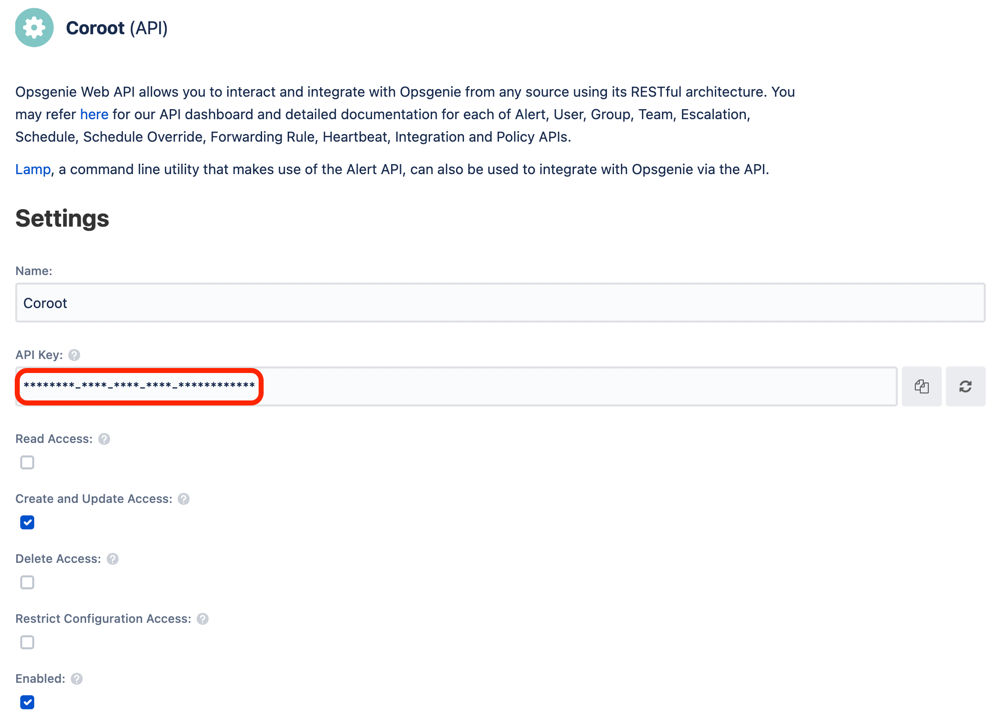 Coroot (API)
Opsgenie Web API allows you to interact and integrate with Opsgenie from any source using its RESTful architecture. You
may refer here for our API dashboard and detailed documentation for each of Alert, User, Group, Team, Escalation,
Schedule, Schedule Override, Forwarding Rule, Heartbeat, Integration and Policy APIs.
Lamp, a command line utility that makes use of the Alert API, can also be used to integrate with Opsgenie via the API.
Settings
Name:
Coroot
API Key: ?
********-****-****-****-************
Read Access: ?
Create and Update Access: ?
Delete Access: ?
Restrict Configuration Access: ?
Enabled: ?